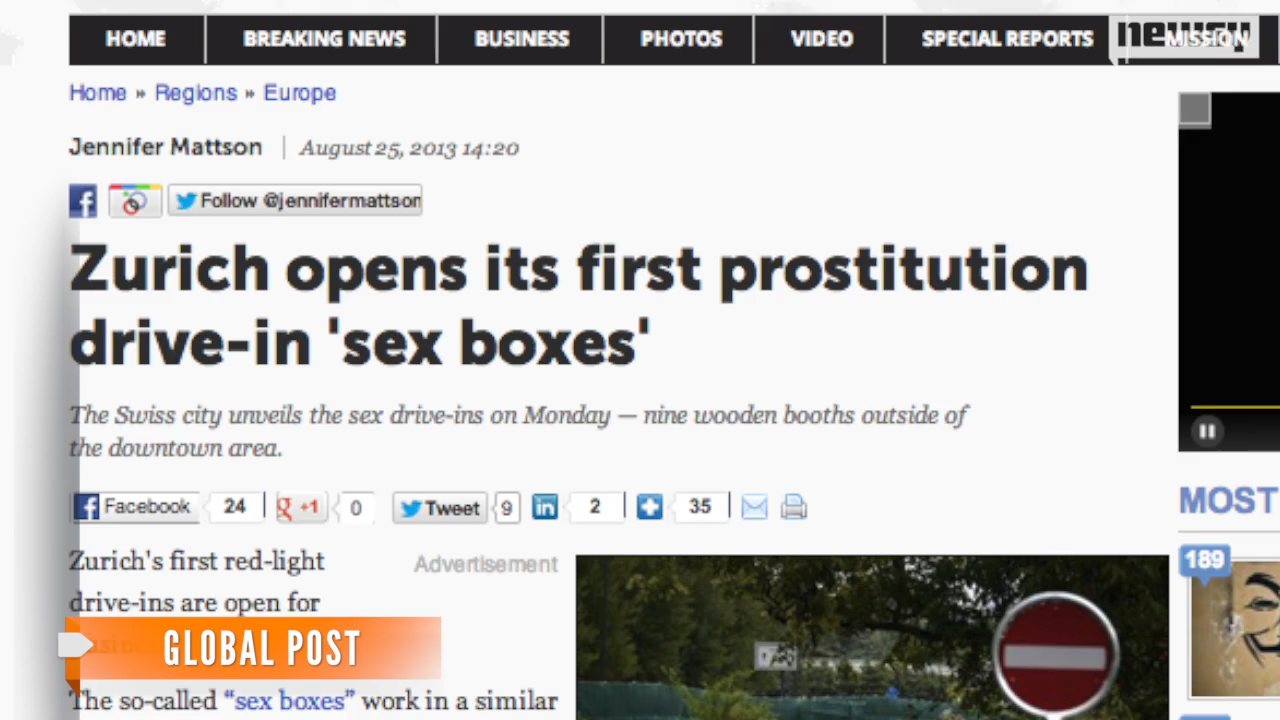 HOME BREAKING NEWS BUSINESS PHOTOS VIDEO SPECIAL REPORTS MISSION
newsy
Home » Regions » Europe
Jennifer Mattson | August 25, 2013 14:20
Follow @jennifermattson
Zurich opens its first prostitution
drive-in 'sex boxes'
The Swiss city unveils the sex drive-ins on Monday — nine wooden booths outside of
the downtown area.
Facebook 24 +1 0 Tweet 9 in 2 35
MOST
189
Zurich's first red-light
Advertisement
drive-ins are open for
GLOBAL POST
The so-called “sex boxes” work in a similar